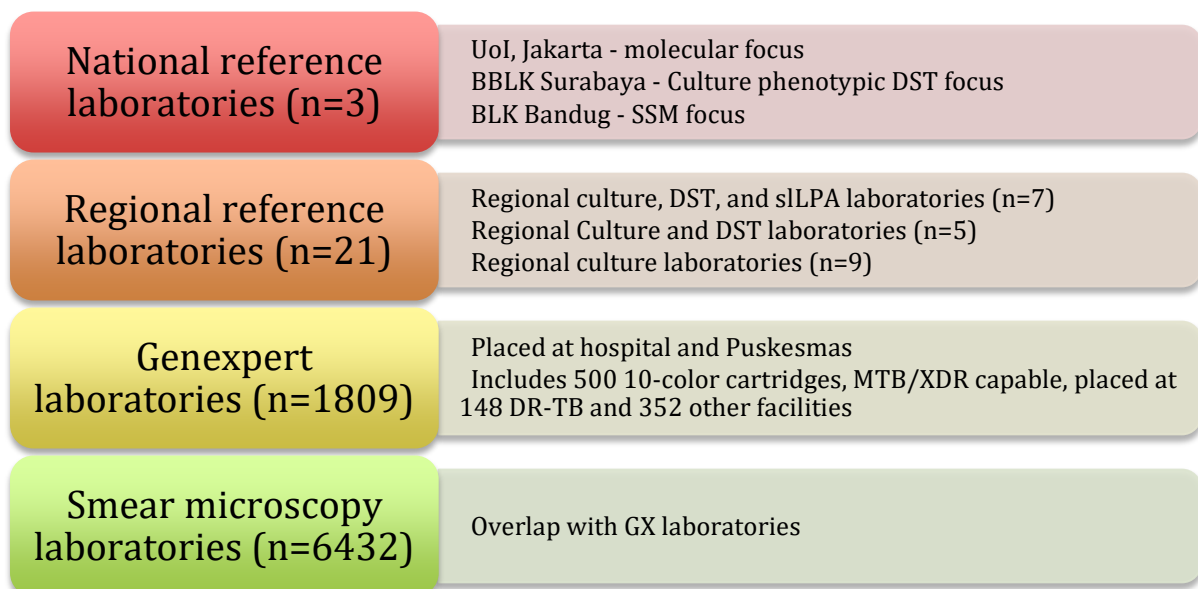 National reference
laboratories (n=3)
UoI, Jakarta - molecular focus
BBLK Surabaya - Culture phenotypic DST focus
BLK Bandug - SSM focus
Regional reference
laboratories (n=21)
Regional culture, DST, and slLPA laboratories (n=7)
Regional Culture and DST laboratories (n=5)
Regional culture laboratories (n=9)
Genexpert
laboratories (n=1809)
Placed at hospital and Puskesmas
Includes 500 10-color cartridges, MTB/XDR capable, placed at
148 DR-TB and 352 other facilities
Smear microscopy
laboratories (n=6432)
Overlap with GX laboratories